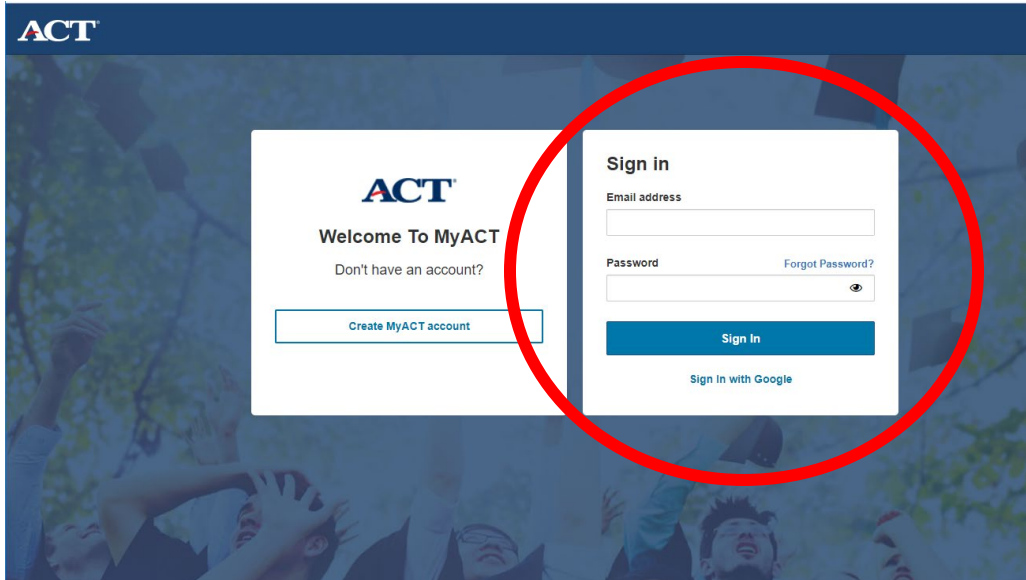 ACT
ACT
Welcome To MyACT
Don't have an account?
Create MyACT account
Sign in
Email address
Password Forgot Password?
Sign In
Sign In with Google